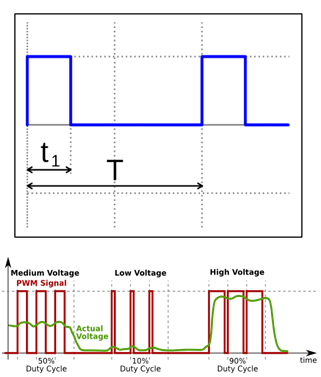 t1
T
Medium Voltage
Low Voltage
High Voltage
PWM Signal
Actual
Voltage
time
'50%'
Duty Cycle
'10%'
Duty Cycle
'90%'
Duty Cycle